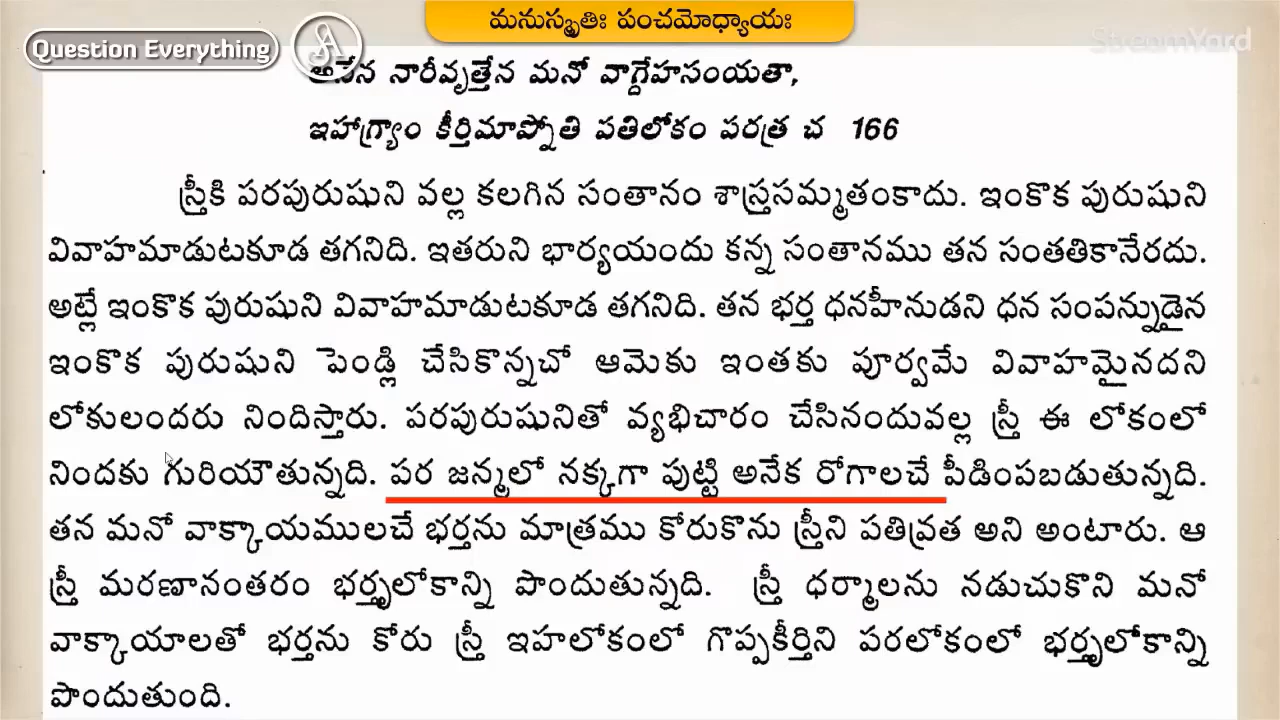 మనుస్మృతిః పంచమోధ్యాయః
Question Everything
StreamYard
అనేన నారీవృత్తేన మనో వాగ్దేహసంయతా,
ఇహాగ్ర్యాం కీర్తిమాప్నోతి పతిలోకం పరత్ర చ 166
స్త్రీకి పరపురుషుని వల్ల కలగిన సంతానం శాస్త్రసమ్మతంకాదు. ఇంకొక పురుషుని
వివాహమాడుటకూడ తగనిది. ఇతరుని భార్యయందు కన్న సంతానము తన సంతతికానేరదు.
అట్లే ఇంకొక పురుషుని వివాహమాడుటకూడ తగనిది. తన భర్త ధనహీనుడని ధన సంపన్నుడైన
ఇంకొక పురుషుని పెండ్లి చేసికొన్నచో ఆమెకు ఇంతకు పూర్వమే వివాహమైనదని
లోకులందరు నిందిస్తారు. పరపురుషునితో వ్యభిచారం చేసినందువల్ల స్త్రీ ఈ లోకంలో
నిందకు గురియౌతున్నది. పర జన్మలో నక్కగా పుట్టి అనేక రోగాలచే పీడింపబడుతున్నది.
తన మనో వాక్కాయములచే భర్తను మాత్రము కోరుకొను స్త్రీని పతివ్రత అని అంటారు. ఆ
స్త్రీ మరణానంతరం భర్తృలోకాన్ని పొందుతున్నది. స్త్రీ ధర్మాలను నడుచుకొని మనో
వాక్కాయాలతో భర్తను కోరు స్త్రీ ఇహలోకంలో గొప్పకీర్తిని పరలోకంలో భర్తృలోకాన్ని
పొందుతుంది.